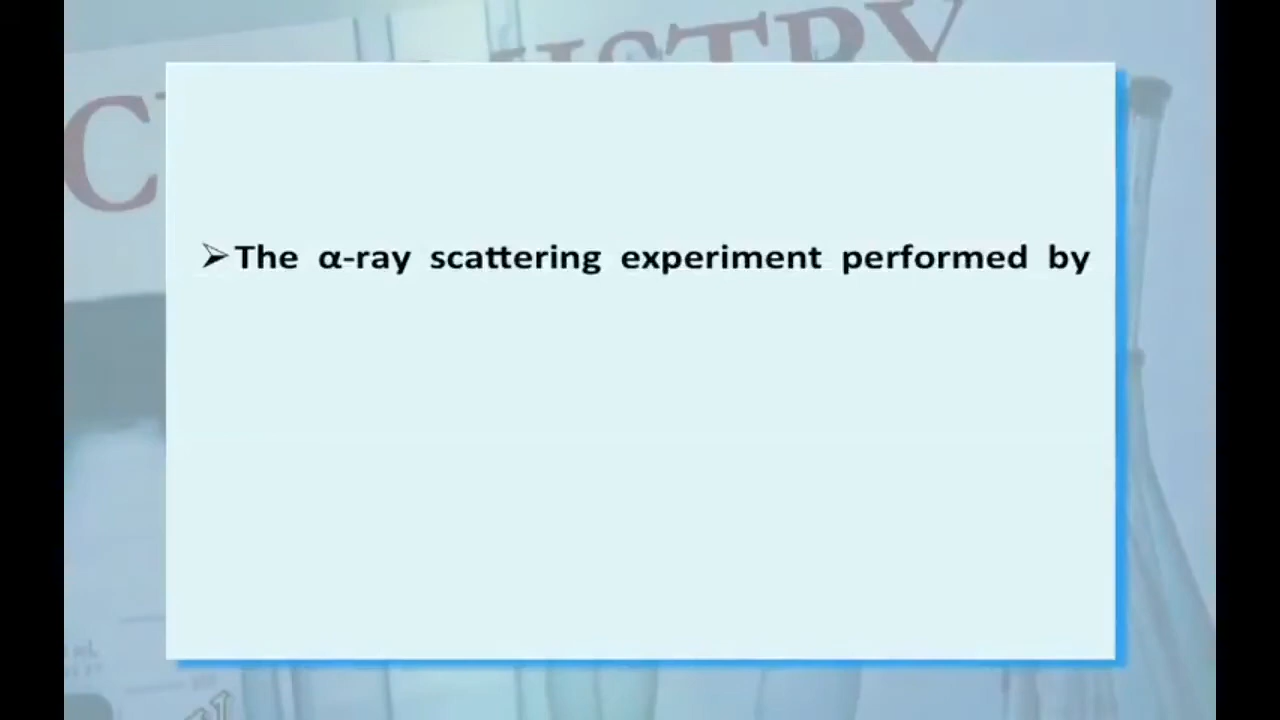 ➢The α-ray scattering experiment performed by